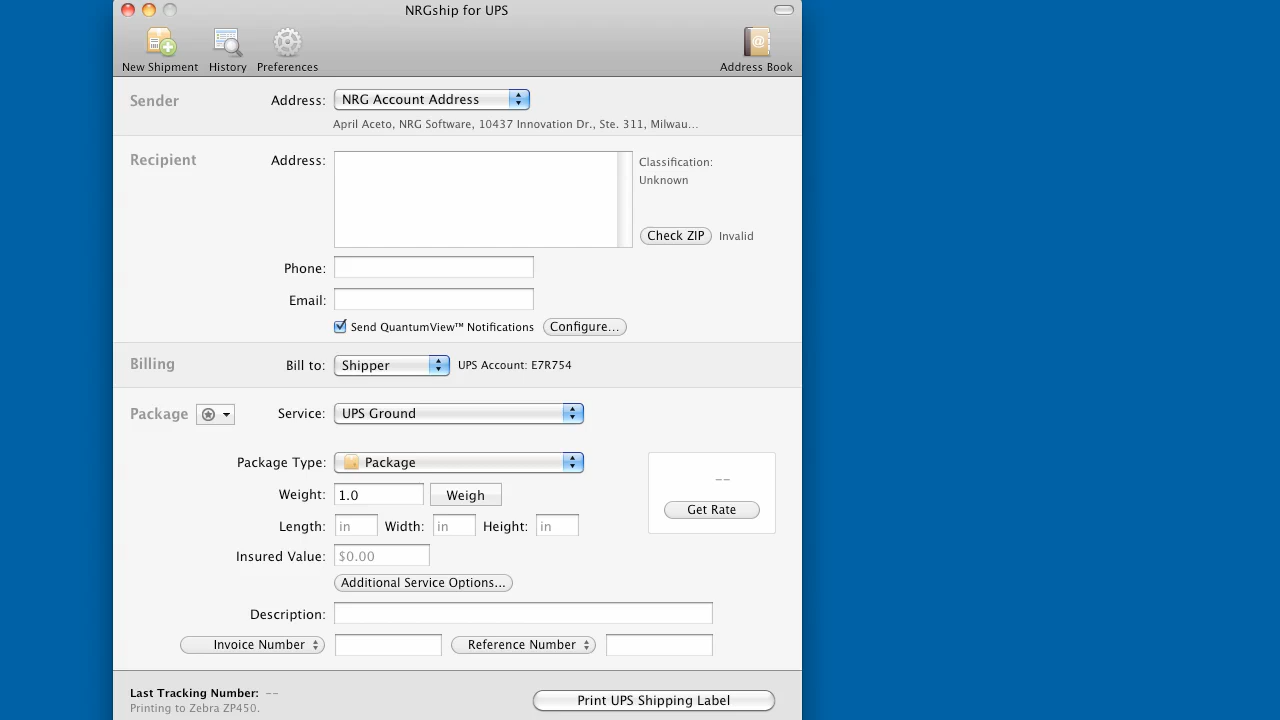 NRGship for UPS
New Shipment History Preferences Address Book
Sender Address: NRG Account Address
April Aceto, NRG Software, 10437 Innovation Dr., Ste. 311, Milwau...
Recipient Address: Classification:
Unknown
Check ZIP Invalid
Phone:
Email:
Send QuantumView™ Notifications Configure...
Billing Bill to: Shipper UPS Account: E7R754
Package Service: UPS Ground
Package Type: Package
--
Weight: 1.0 Weigh
Get Rate
Length: in Width: in Height: in
Insured Value: $0.00
Additional Service Options...
Description:
Invoice Number Reference Number
Last Tracking Number: --
Printing to Zebra ZP450.
Print UPS Shipping Label